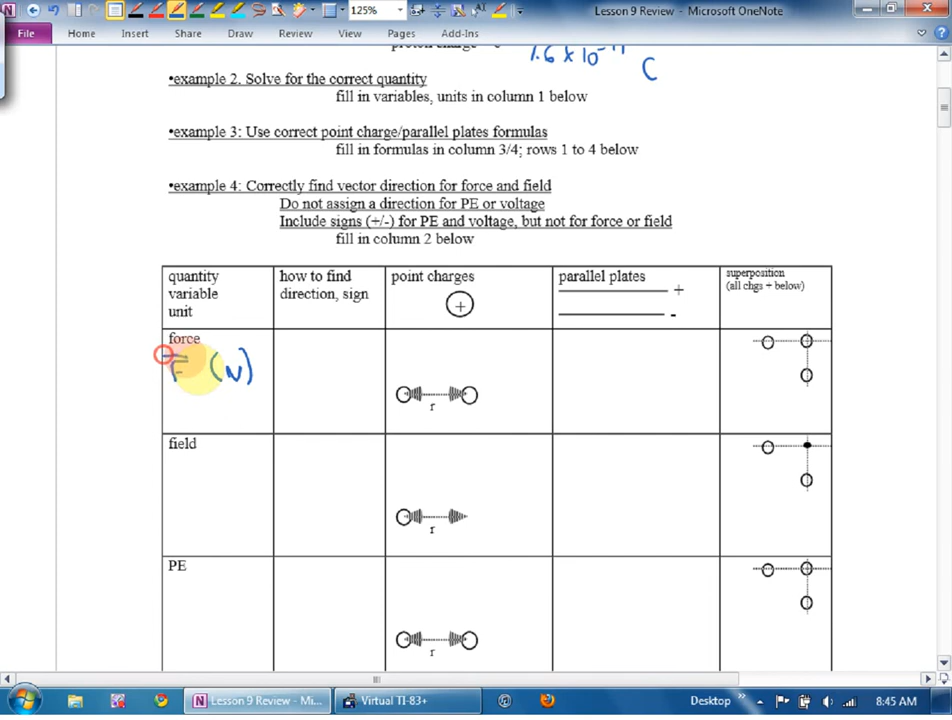 125%
Lesson 9 Review - Microsoft OneNote
File Home Insert Share Draw Review View Pages Add-Ins
proton charge
1.6 x 10
C
•example 2. Solve for the correct quantity
fill in variables, units in column 1 below
•example 3: Use correct point charge/parallel plates formulas
fill in formulas in column 3/4; rows 1 to 4 below
•example 4: Correctly find vector direction for force and field
Do not assign a direction for PE or voltage
Include signs (+/-) for PE and voltage, but not for force or field
fill in column 2 below
quantity
variable
unit
how to find
direction, sign
point charges
+
parallel plates
+
-
superposition
(all chgs + below)
force
F (N)
r
field
r
PE
r
Lesson 9 Review - Mi...
Virtual TI-83+
Desktop
8:45 AM